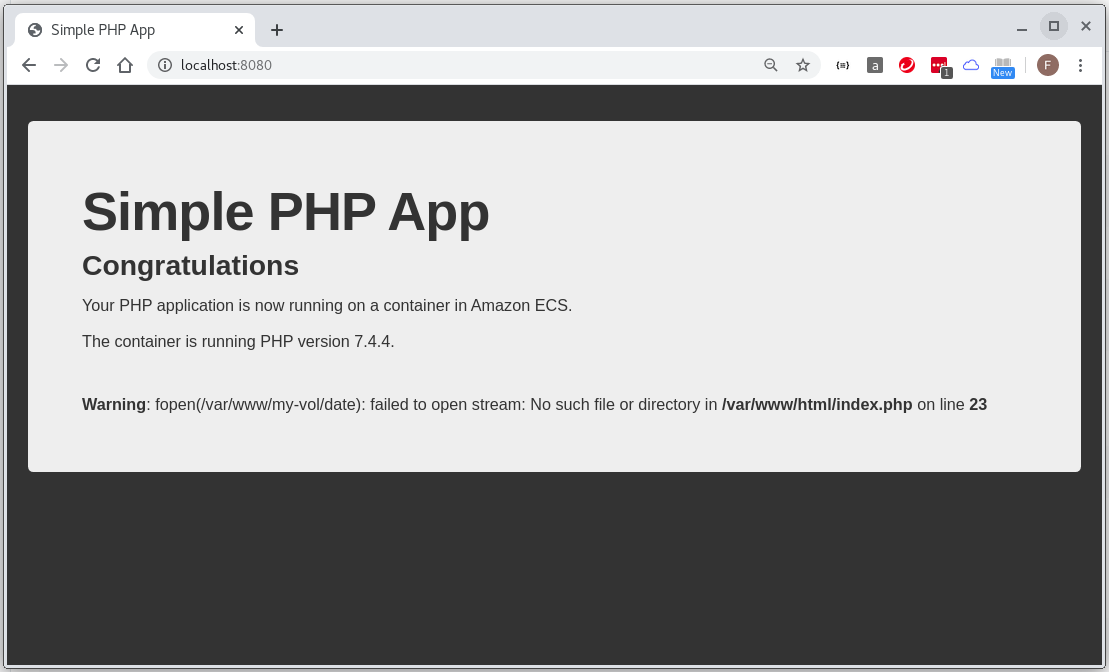 Simple PHP App
localhost:8080
{≡}
a
1
New
F
Simple PHP App
Congratulations
Your PHP application is now running on a container in Amazon ECS.
The container is running PHP version 7.4.4.
Warning: fopen(/var/www/my-vol/date): failed to open stream: No such file or directory in /var/www/html/index.php on line 23